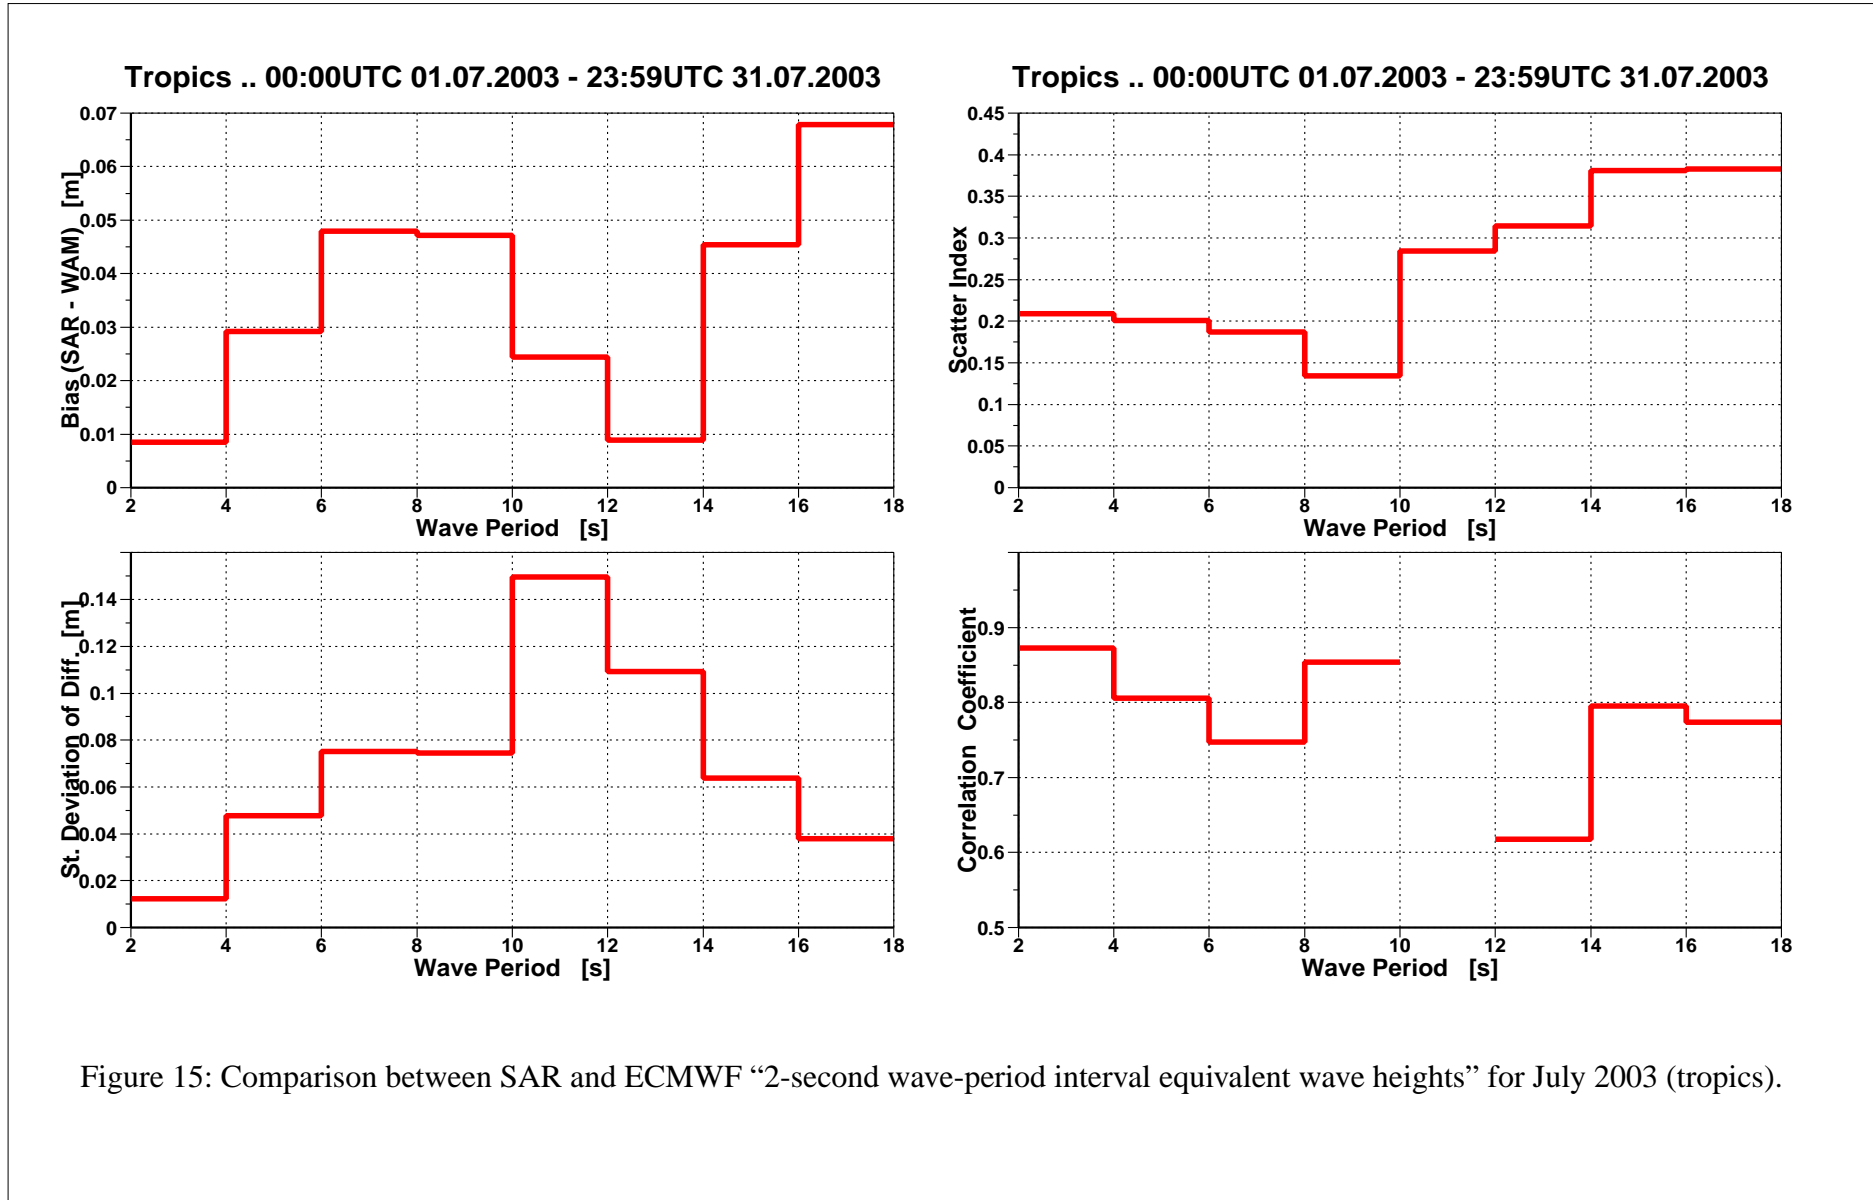 Tropics .. 00:00UTC 01.07.2003 - 23:59UTC 31.07.2003
0.07
0.06
0.05
0.04
0.03
0.02
0.01
0
Bias (SAR - WAM) [m]
2 4 6 8 10 12 14 16 18
Wave Period [s]
Tropics .. 00:00UTC 01.07.2003 - 23:59UTC 31.07.2003
0.45
0.4
0.35
0.3
0.25
0.2
0.15
0.1
0.05
0
Scatter Index
2 4 6 8 10 12 14 16 18
Wave Period [s]
0.14
0.12
0.1
0.08
0.06
0.04
0.02
0
St. Deviation of Diff. [m]
2 4 6 8 10 12 14 16 18
Wave Period [s]
0.9
0.8
0.7
0.6
0.5
Correlation Coefficient
2 4 6 8 10 12 14 16 18
Wave Period [s]
Figure 15: Comparison between SAR and ECMWF “2-second wave-period interval equivalent wave heights” for July 2003 (tropics).